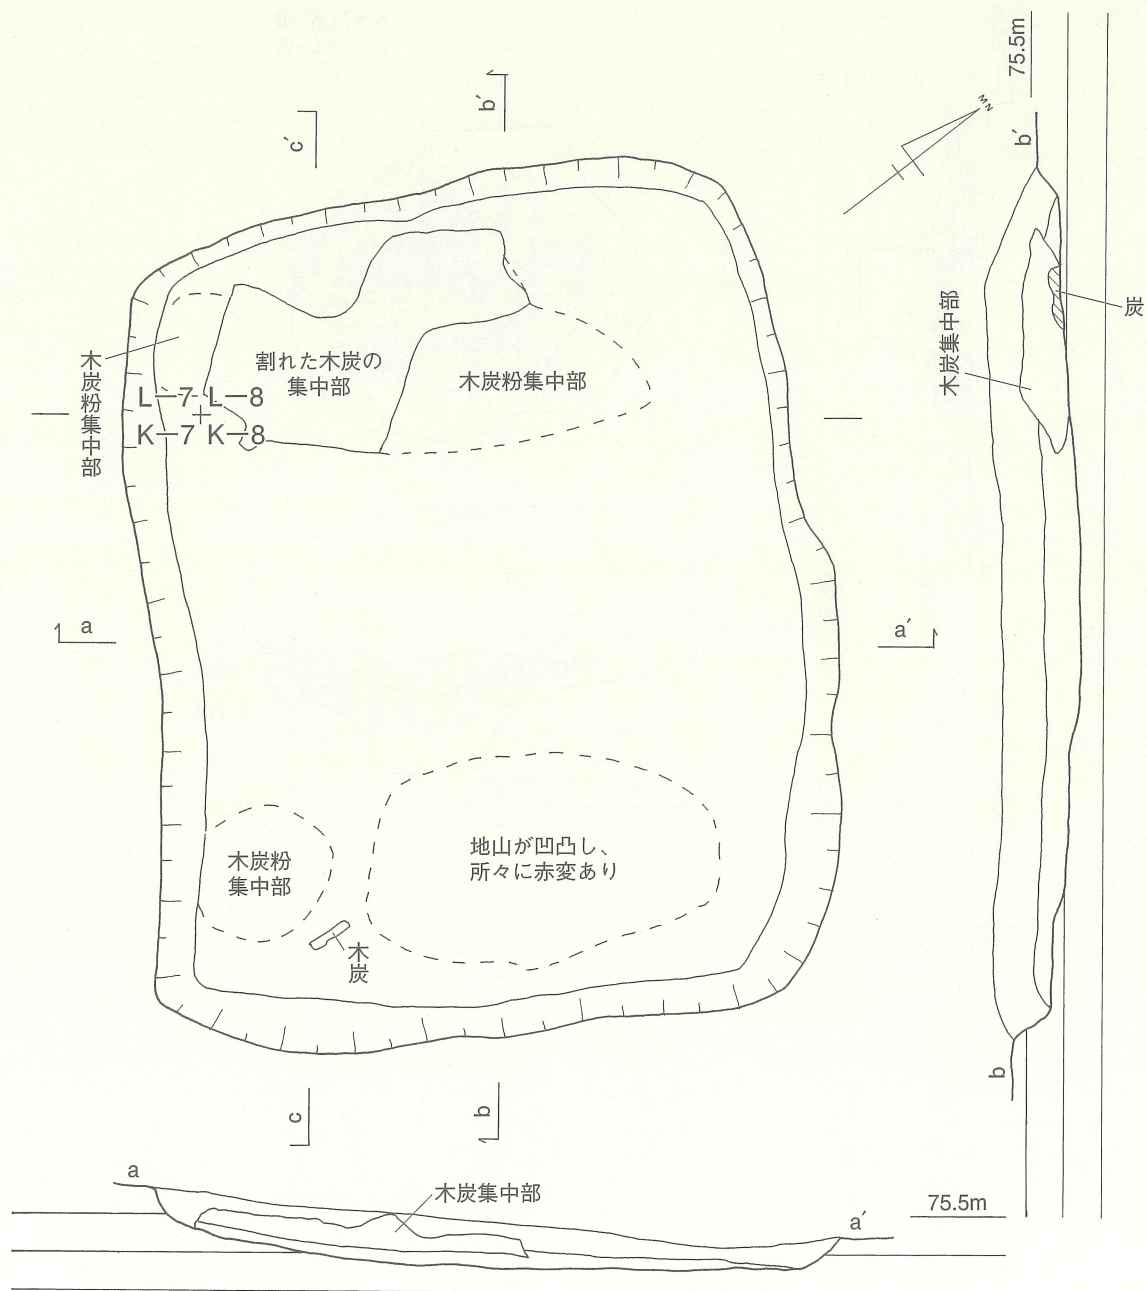 75.5m
b´
c´
MN
b´
炭
木炭集中部
木炭粉集中部
割れた木炭の
集中部
木炭粉集中部
L－7 L－8
K－7 K－8
a
a´
地山が凹凸し、
所々に赤変あり
木炭粉
集中部
木炭
b
c
b
a
木炭集中部
75.5m
a´